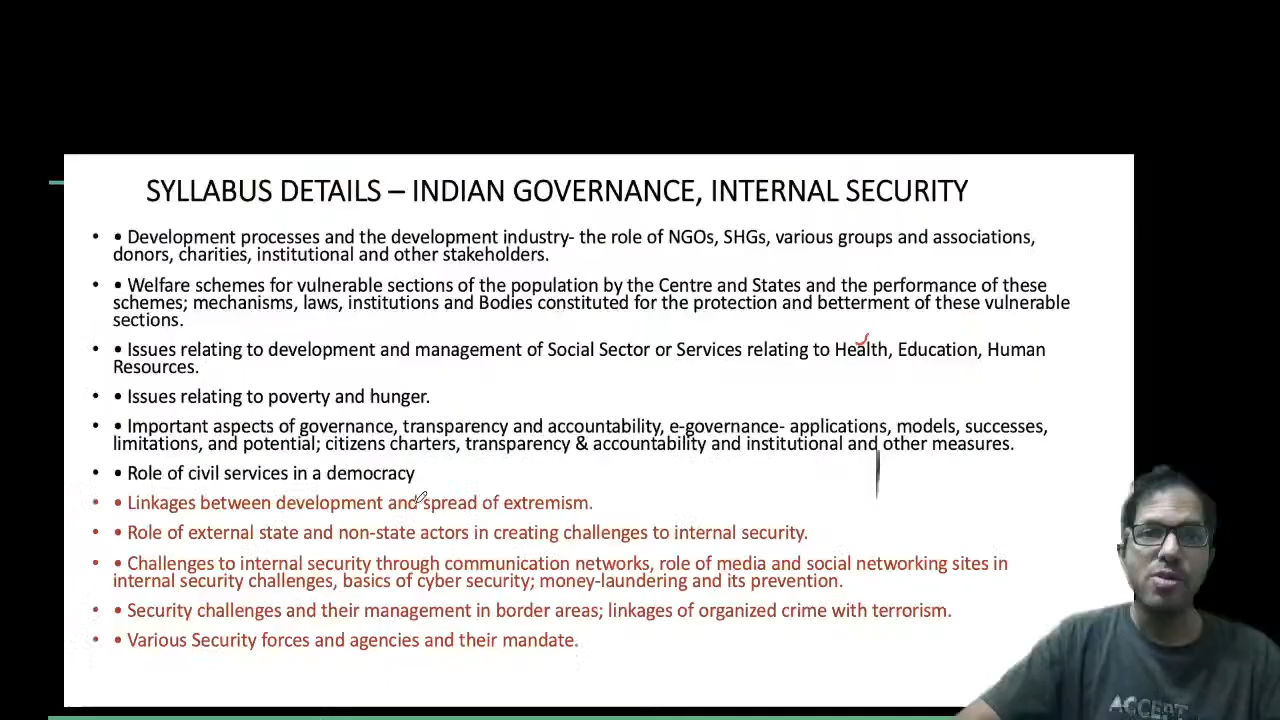 SYLLABUS DETAILS – INDIAN GOVERNANCE, INTERNAL SECURITY
• • Development processes and the development industry- the role of NGOs, SHGs, various groups and associations,
donors, charities, institutional and other stakeholders.
• • Welfare schemes for vulnerable sections of the population by the Centre and States and the performance of these
schemes; mechanisms, laws, institutions and Bodies constituted for the protection and betterment of these vulnerable
sections.
• • Issues relating to development and management of Social Sector or Services relating to Health, Education, Human
Resources.
• • Issues relating to poverty and hunger.
• • Important aspects of governance, transparency and accountability, e-governance- applications, models, successes,
limitations, and potential; citizens charters, transparency & accountability and institutional and other measures.
• • Role of civil services in a democracy
• • Linkages between development and spread of extremism.
• • Role of external state and non-state actors in creating challenges to internal security.
• • Challenges to internal security through communication networks, role of media and social networking sites in
internal security challenges, basics of cyber security; money-laundering and its prevention.
• • Security challenges and their management in border areas; linkages of organized crime with terrorism.
• • Various Security forces and agencies and their mandate.
ACCEPT